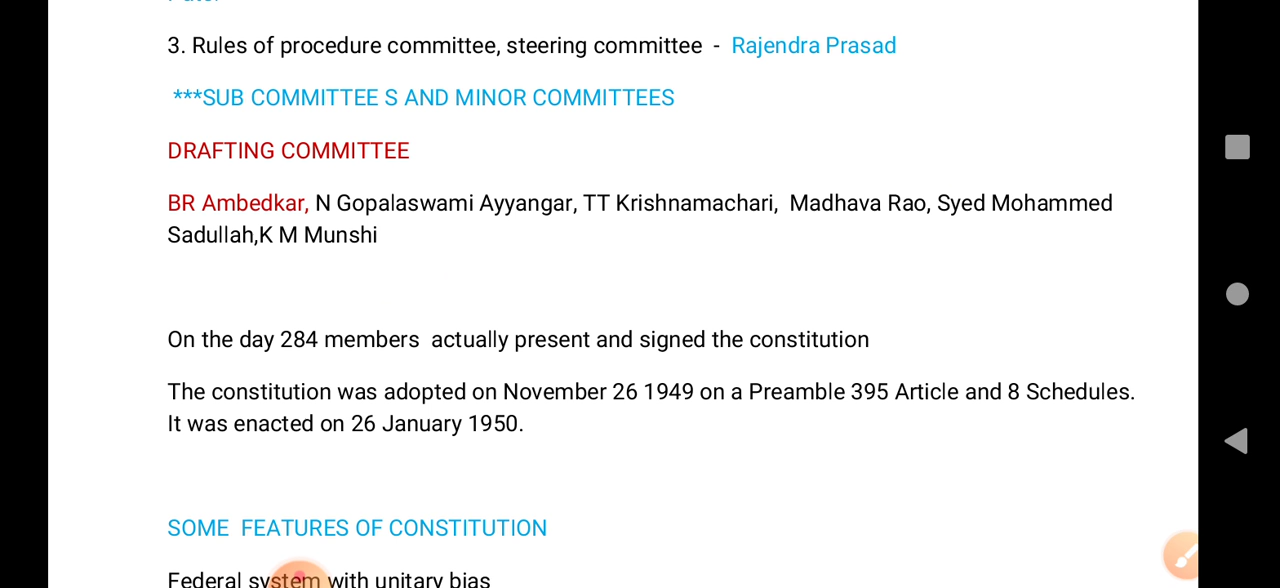 3. Rules of procedure committee, steering committee - Rajendra Prasad
***SUB COMMITTEE S AND MINOR COMMITTEES
DRAFTING COMMITTEE
BR Ambedkar, N Gopalaswami Ayyangar, TT Krishnamachari, Madhava Rao, Syed Mohammed
Sadullah,K M Munshi
On the day 284 members actually present and signed the constitution
The constitution was adopted on November 26 1949 on a Preamble 395 Article and 8 Schedules.
It was enacted on 26 January 1950.
SOME FEATURES OF CONSTITUTION
Federal system with unitary bias